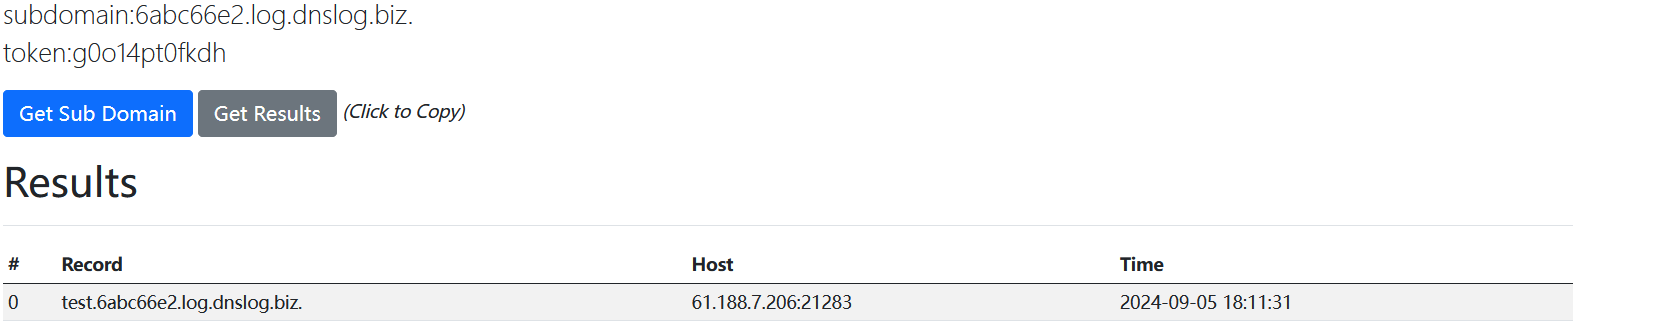 subdomain:6abc66e2.log.dnslog.biz.
token:g0o14pt0fkdh
Get Sub Domain Get Results (Click to Copy)
Results
# Record Host Time
0 test.6abc66e2.log.dnslog.biz. 61.188.7.206:21283 2024-09-05 18:11:31